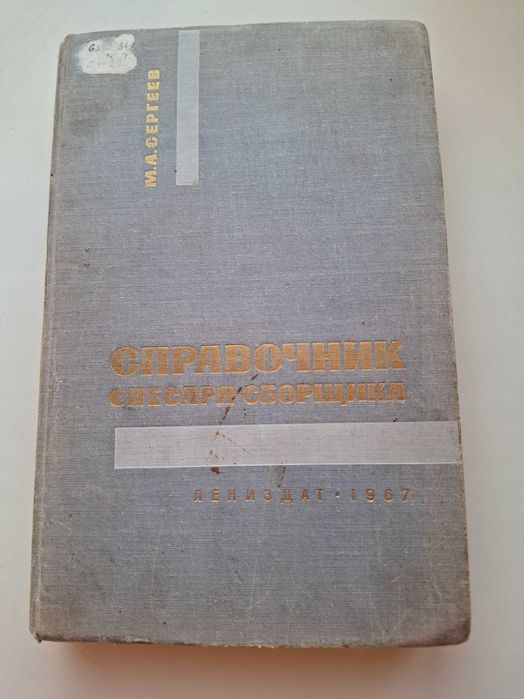 М.А.СЕРГЕЕВ
СПРАВОЧНИК
СЛЕСАРЯ-СБОРЩИКА
ЛЕНИЗДАТ • 1967